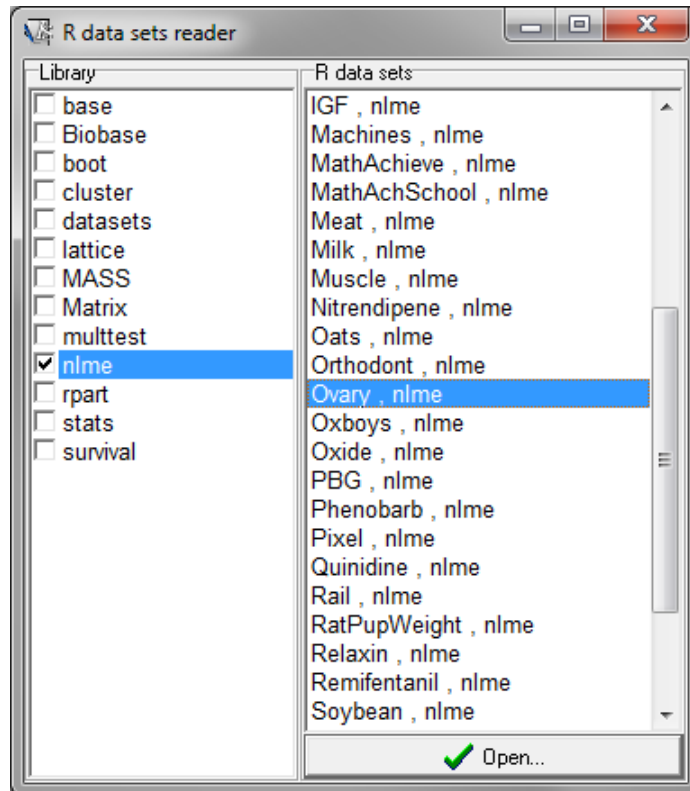 R data sets reader
Library
base
Biobase
boot
cluster
datasets
lattice
MASS
Matrix
multtest
nlme
rpart
stats
survival
R data sets
IGF , nlme
Machines , nlme
MathAchieve , nlme
MathAchSchool , nlme
Meat , nlme
Milk , nlme
Muscle , nlme
Nitrendipene , nlme
Oats , nlme
Orthodont , nlme
Ovary , nlme
Oxboys , nlme
Oxide , nlme
PBG , nlme
Phenobarb , nlme
Pixel , nlme
Quinidine , nlme
Rail , nlme
RatPupWeight , nlme
Relaxin , nlme
Remifentanil , nlme
Soybean , nlme
Open...